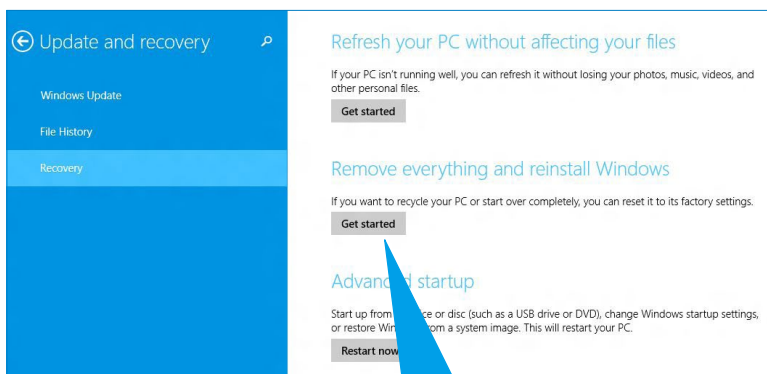 Update and recovery
Windows Update
File History
Recovery
Refresh your PC without affecting your files
If your PC isn't running well, you can refresh it without losing your photos, music, videos, and
other personal files.
Get started
Remove everything and reinstall Windows
If you want to recycle your PC or start over completely, you can reset it to its factory settings.
Get started
startup
Start up from or disc (such as a USB drive or DVD), change Windows startup settings,
or restore from a system image. This will restart your PC.
Restart now